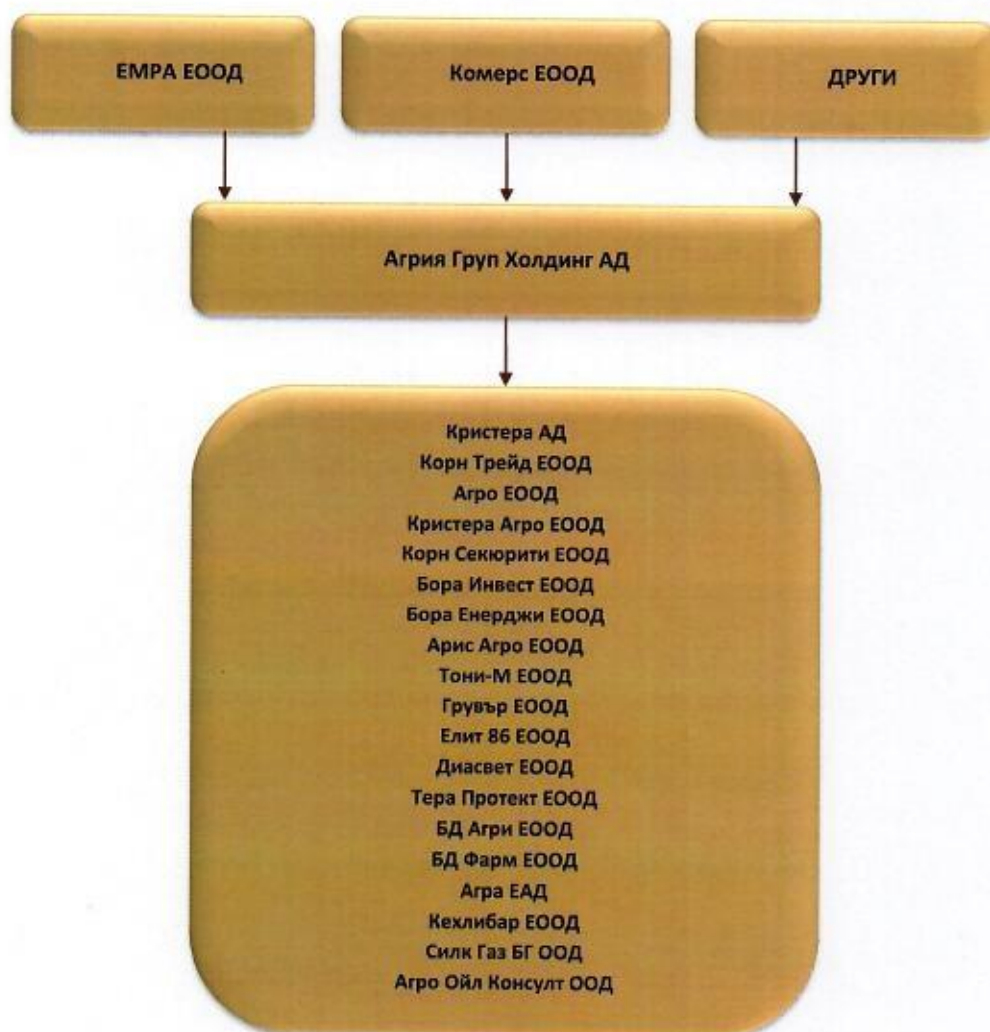 ЕМРА ЕООД
Комерс ЕООД
ДРУГИ
Агрия Груп Холдинг АД
Кристера АД
Корн Трейд ЕООД
Агро ЕООД
Кристера Агро ЕООД
Корн Секюрити ЕООД
Бора Инвест ЕООД
Бора Енерджи ЕООД
Арис Агро ЕООД
Тони-М ЕООД
Грувър ЕООД
Елит 86 ЕООД
Диасвет ЕООД
Тера Протект ЕООД
БД Агри ЕООД
БД Фарм ЕООД
Агра ЕАД
Кехлибар ЕООД
Силк Газ БГ ООД
Агро Ойл Консулт ООД